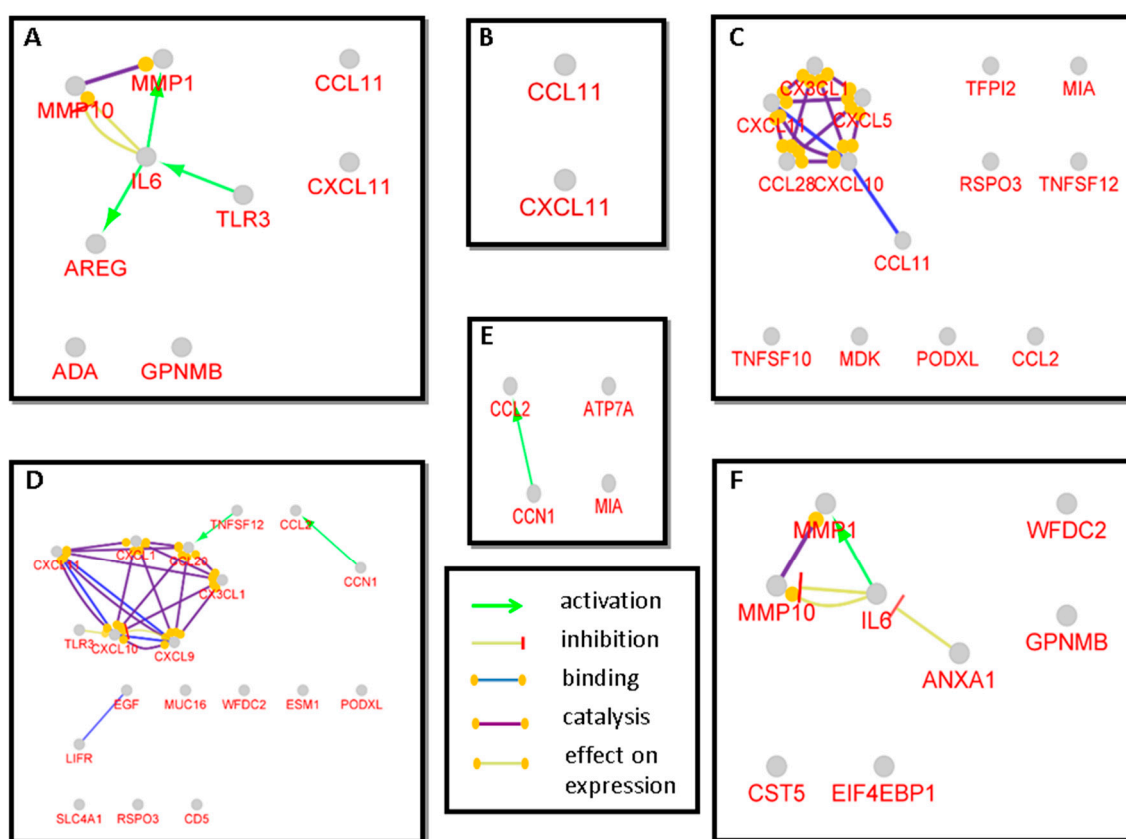 A
MMP1
CCL11
MMP10
IL6
CXCL11
TLR3
AREG
ADA
GPNMB
B
CCL11
CXCL11
C
CX3CL1
TFPI2
MIA
CXCL11
CXCL5
CCL28
CXCL10
RSPO3
TNFSF12
CCL11
TNFSF10
MDK
PODXL
CCL2
D
TNFSF12
CCL2
CXCL11
CXCL1
CCL20
CX3CL1
CCN1
TLR3
CXCL10
CXCL9
EGF
MUC16
WFDC2
ESM1
PODXL
LIFR
SLC4A1
RSPO3
CD5
E
CCL2
ATP7A
CCN1
MIA
activation
inhibition
binding
catalysis
effect on
expression
F
MMP1
WFDC2
MMP10
IL6
GPNMB
ANXA1
CST5
EIF4EBP1